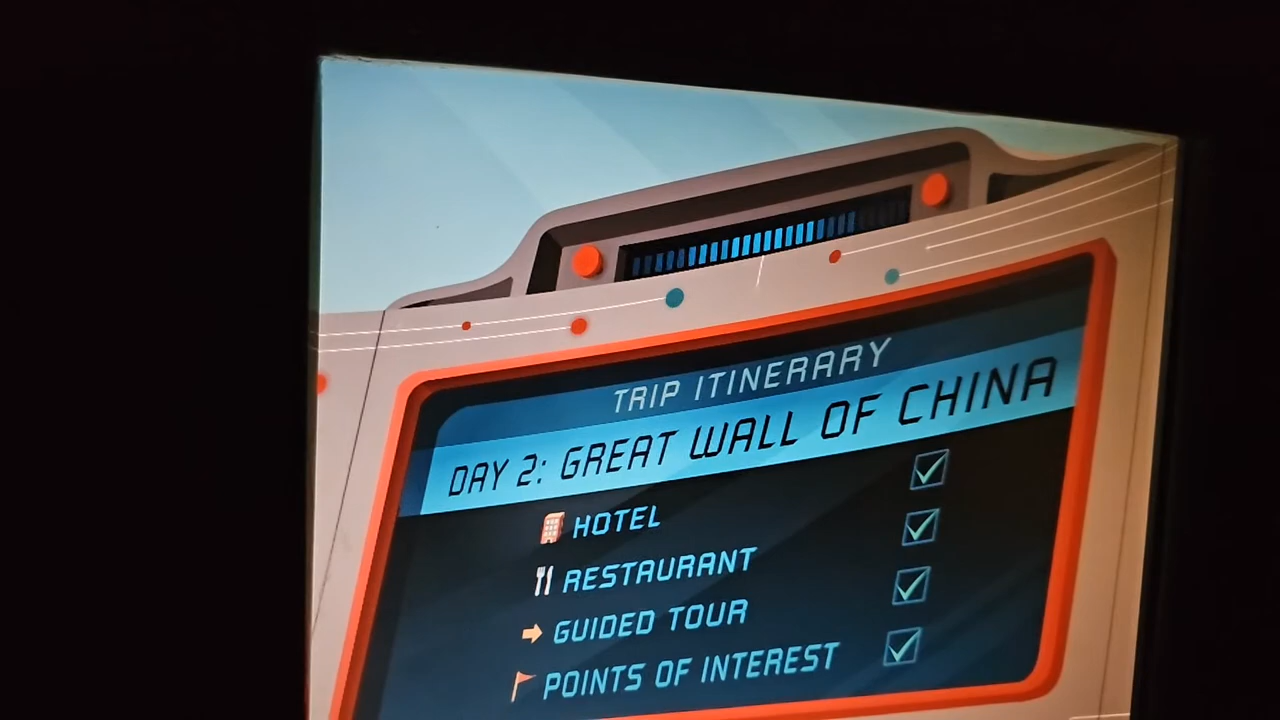 TRIP ITINERARY
DAY 2: GREAT WALL OF CHINA
HOTEL
RESTAURANT
GUIDED TOUR
POINTS OF INTEREST